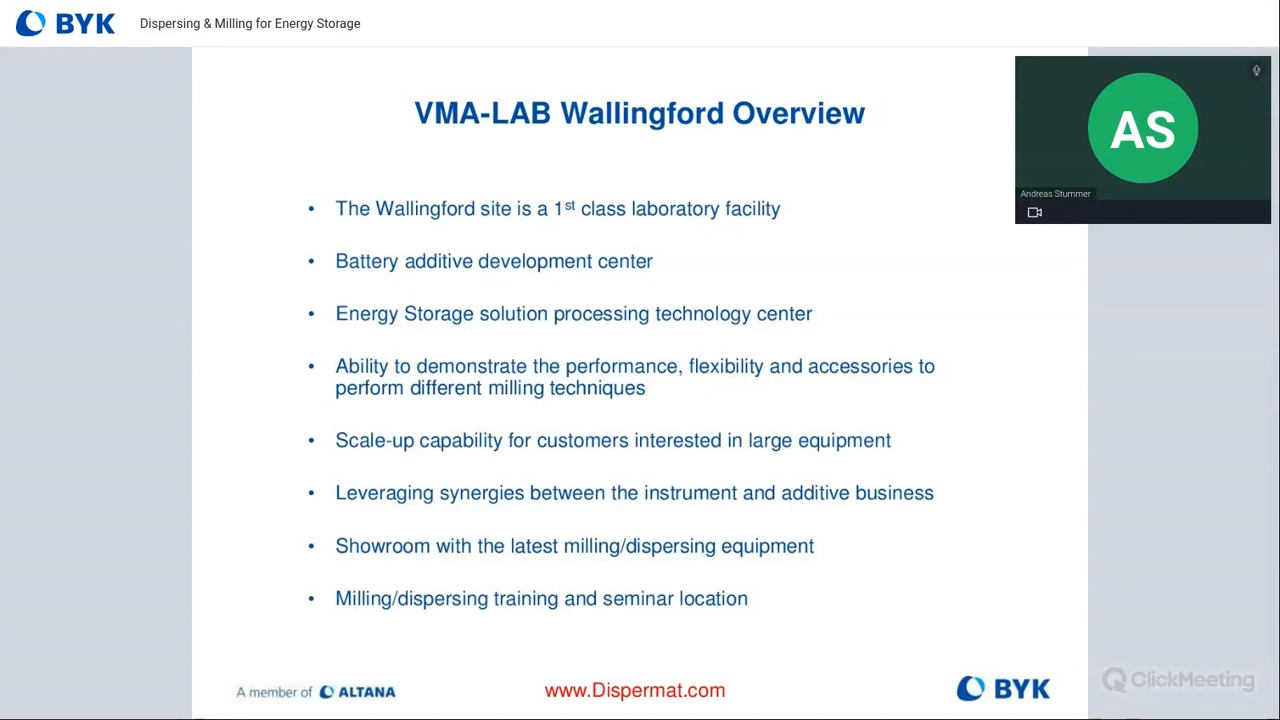 BYK Dispersing & Milling for Energy Storage
VMA-LAB Wallingford Overview
AS
Andreas Stummer
• The Wallingford site is a 1st class laboratory facility
• Battery additive development center
• Energy Storage solution processing technology center
• Ability to demonstrate the performance, flexibility and accessories to
perform different milling techniques
• Scale-up capability for customers interested in large equipment
• Leveraging synergies between the instrument and additive business
• Showroom with the latest milling/dispersing equipment
• Milling/dispersing training and seminar location
A member of ALTANA
www.Dispermat.com
BYK
ClickMeeting